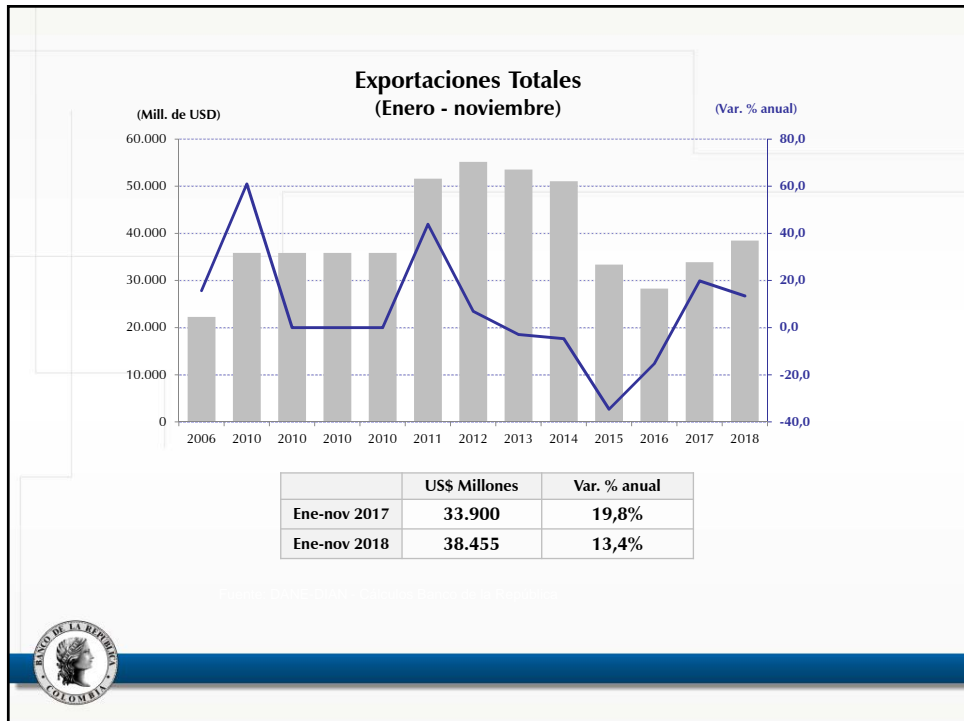 Exportaciones Totales
(Enero - noviembre)
(Mill. de USD)
(Var. % anual)
60.000
50.000
40.000
30.000
20.000
10.000
0
80,0
60,0
40,0
20,0
0,0
-20,0
-40,0
2006 2010 2010 2010 2010 2011 2012 2013 2014 2015 2016 2017 2018
US$ Millones Var. % anual
Ene-nov 2017 33.900 19,8%
Ene-nov 2018 38.455 13,4%
BANCO DE LA REPUBLICA
COLOMBIA